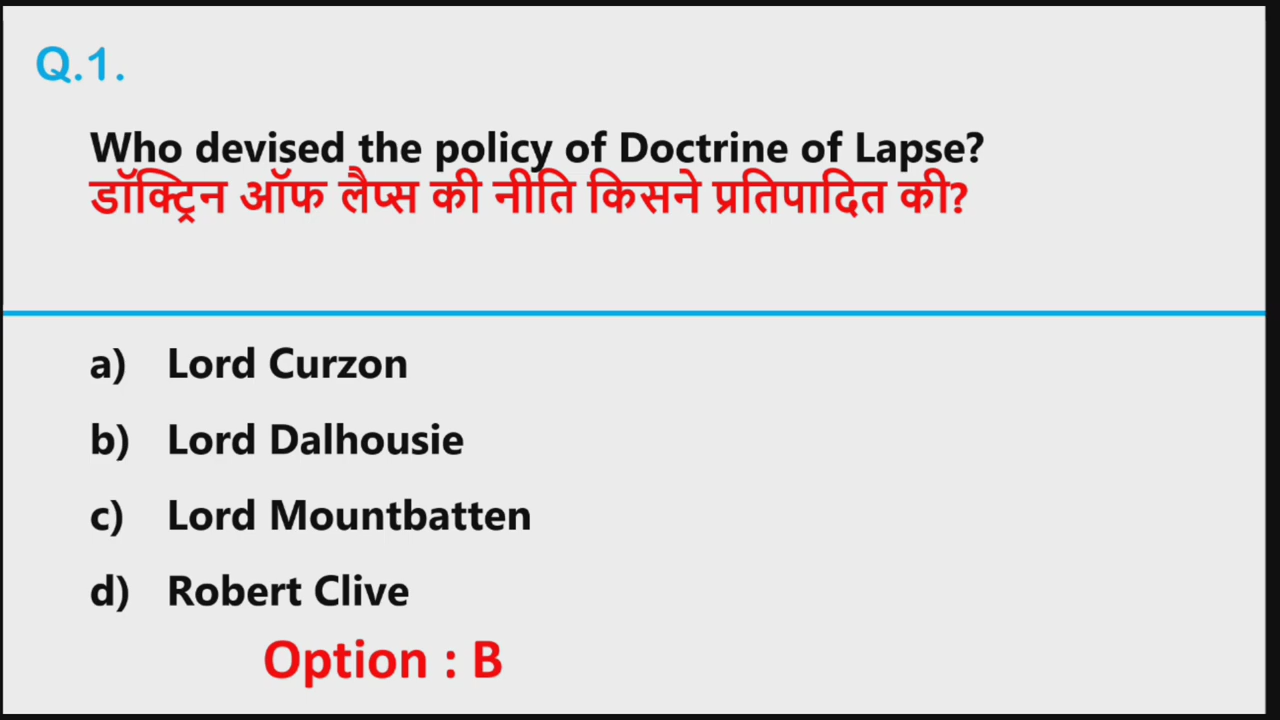 Q.1.
Who devised the policy of Doctrine of Lapse?
डॉक्ट्रिन ऑफ लैप्स की नीति किसने प्रतिपादित की?
a) Lord Curzon
b) Lord Dalhousie
c) Lord Mountbatten
d) Robert Clive
Option : B